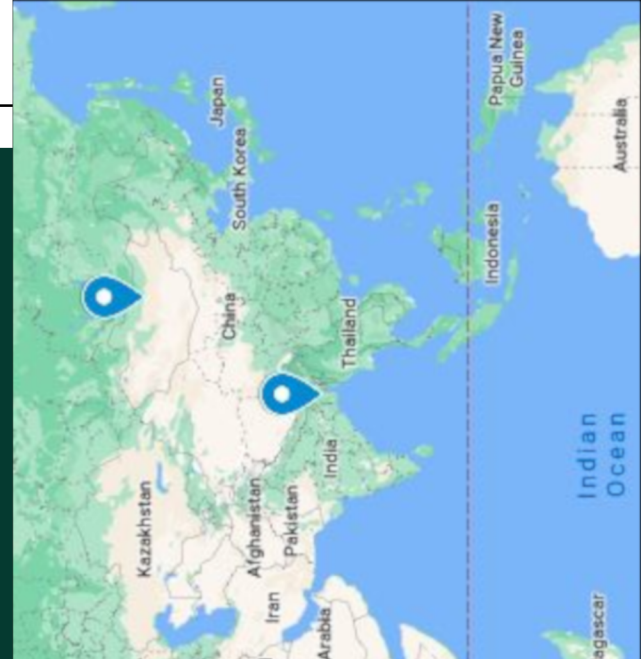 Japan
South Korea
Papua New
Guinea
Australia
Indonesia
China
Thailand
India
Indian
Ocean
Kazakhstan
Afghanistan
Pakistan
Iran
Arabia
agascar